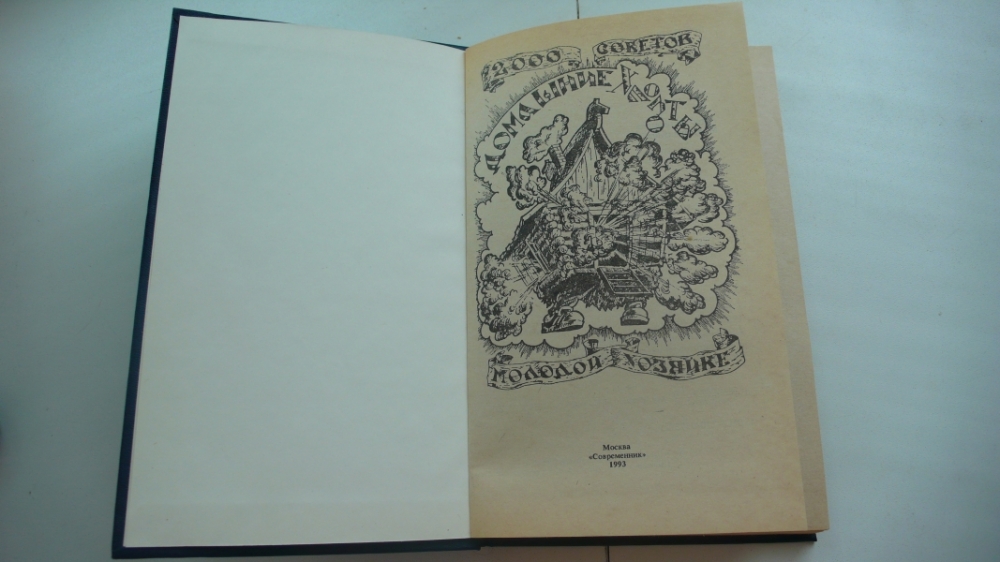 2000 СОВЕТОВ
ДОМАШНИЕ ХЛОПОТЫ
МОЛОДОЙ ХОЗЯЙКЕ
Москва
«Современник»
1993